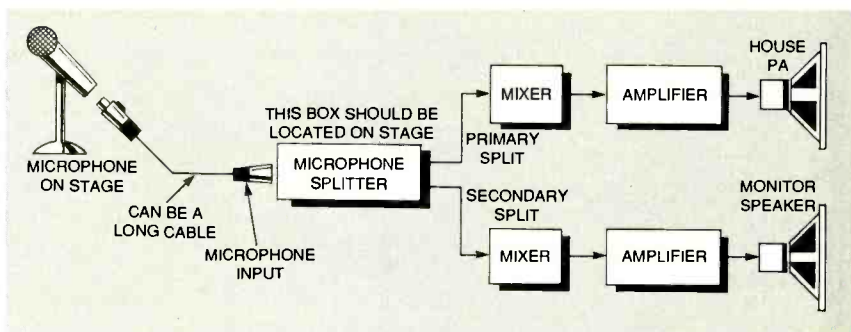 MICROPHONE
ON STAGE
CAN BE A
LONG CABLE
MICROPHONE
INPUT
THIS BOX SHOULD BE
LOCATED ON STAGE
MICROPHONE
SPLITTER
PRIMARY
SPLIT
MIXER
AMPLIFIER
HOUSE
PA
SECONDARY
SPLIT
MIXER
AMPLIFIER
MONITOR
SPEAKER